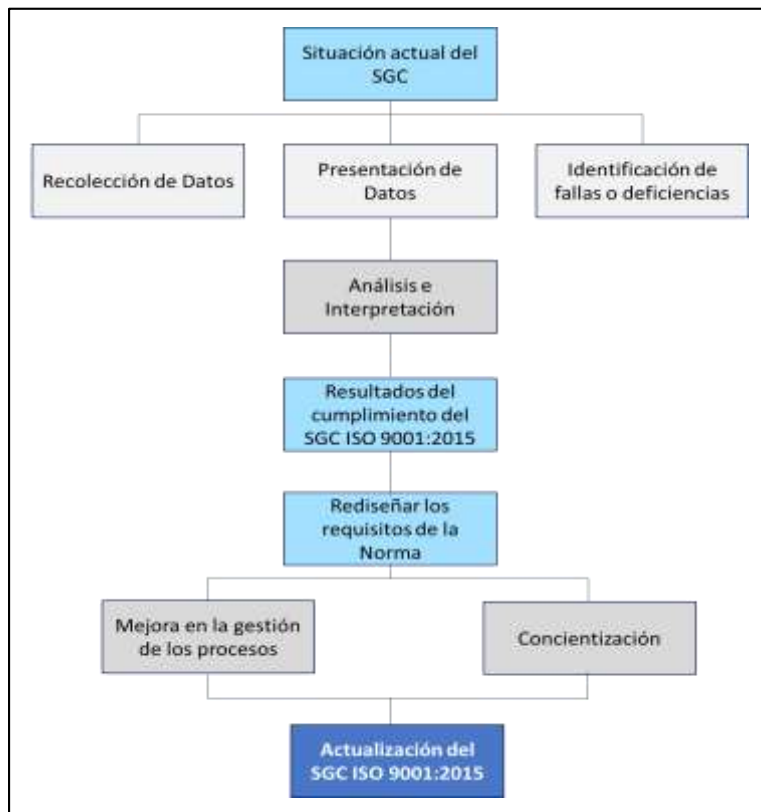 Situación actual del
SGC
Recolección de Datos
Presentación de
Datos
Identificación de
fallas o deficiencias
Análisis e
Interpretación
Resultados del
cumplimiento del
SGC ISO 9001:2015
Rediseñar los
requisitos de la
Norma
Mejora en la gestión
de los procesos
Concientización
Actualización del
SGC ISO 9001:2015